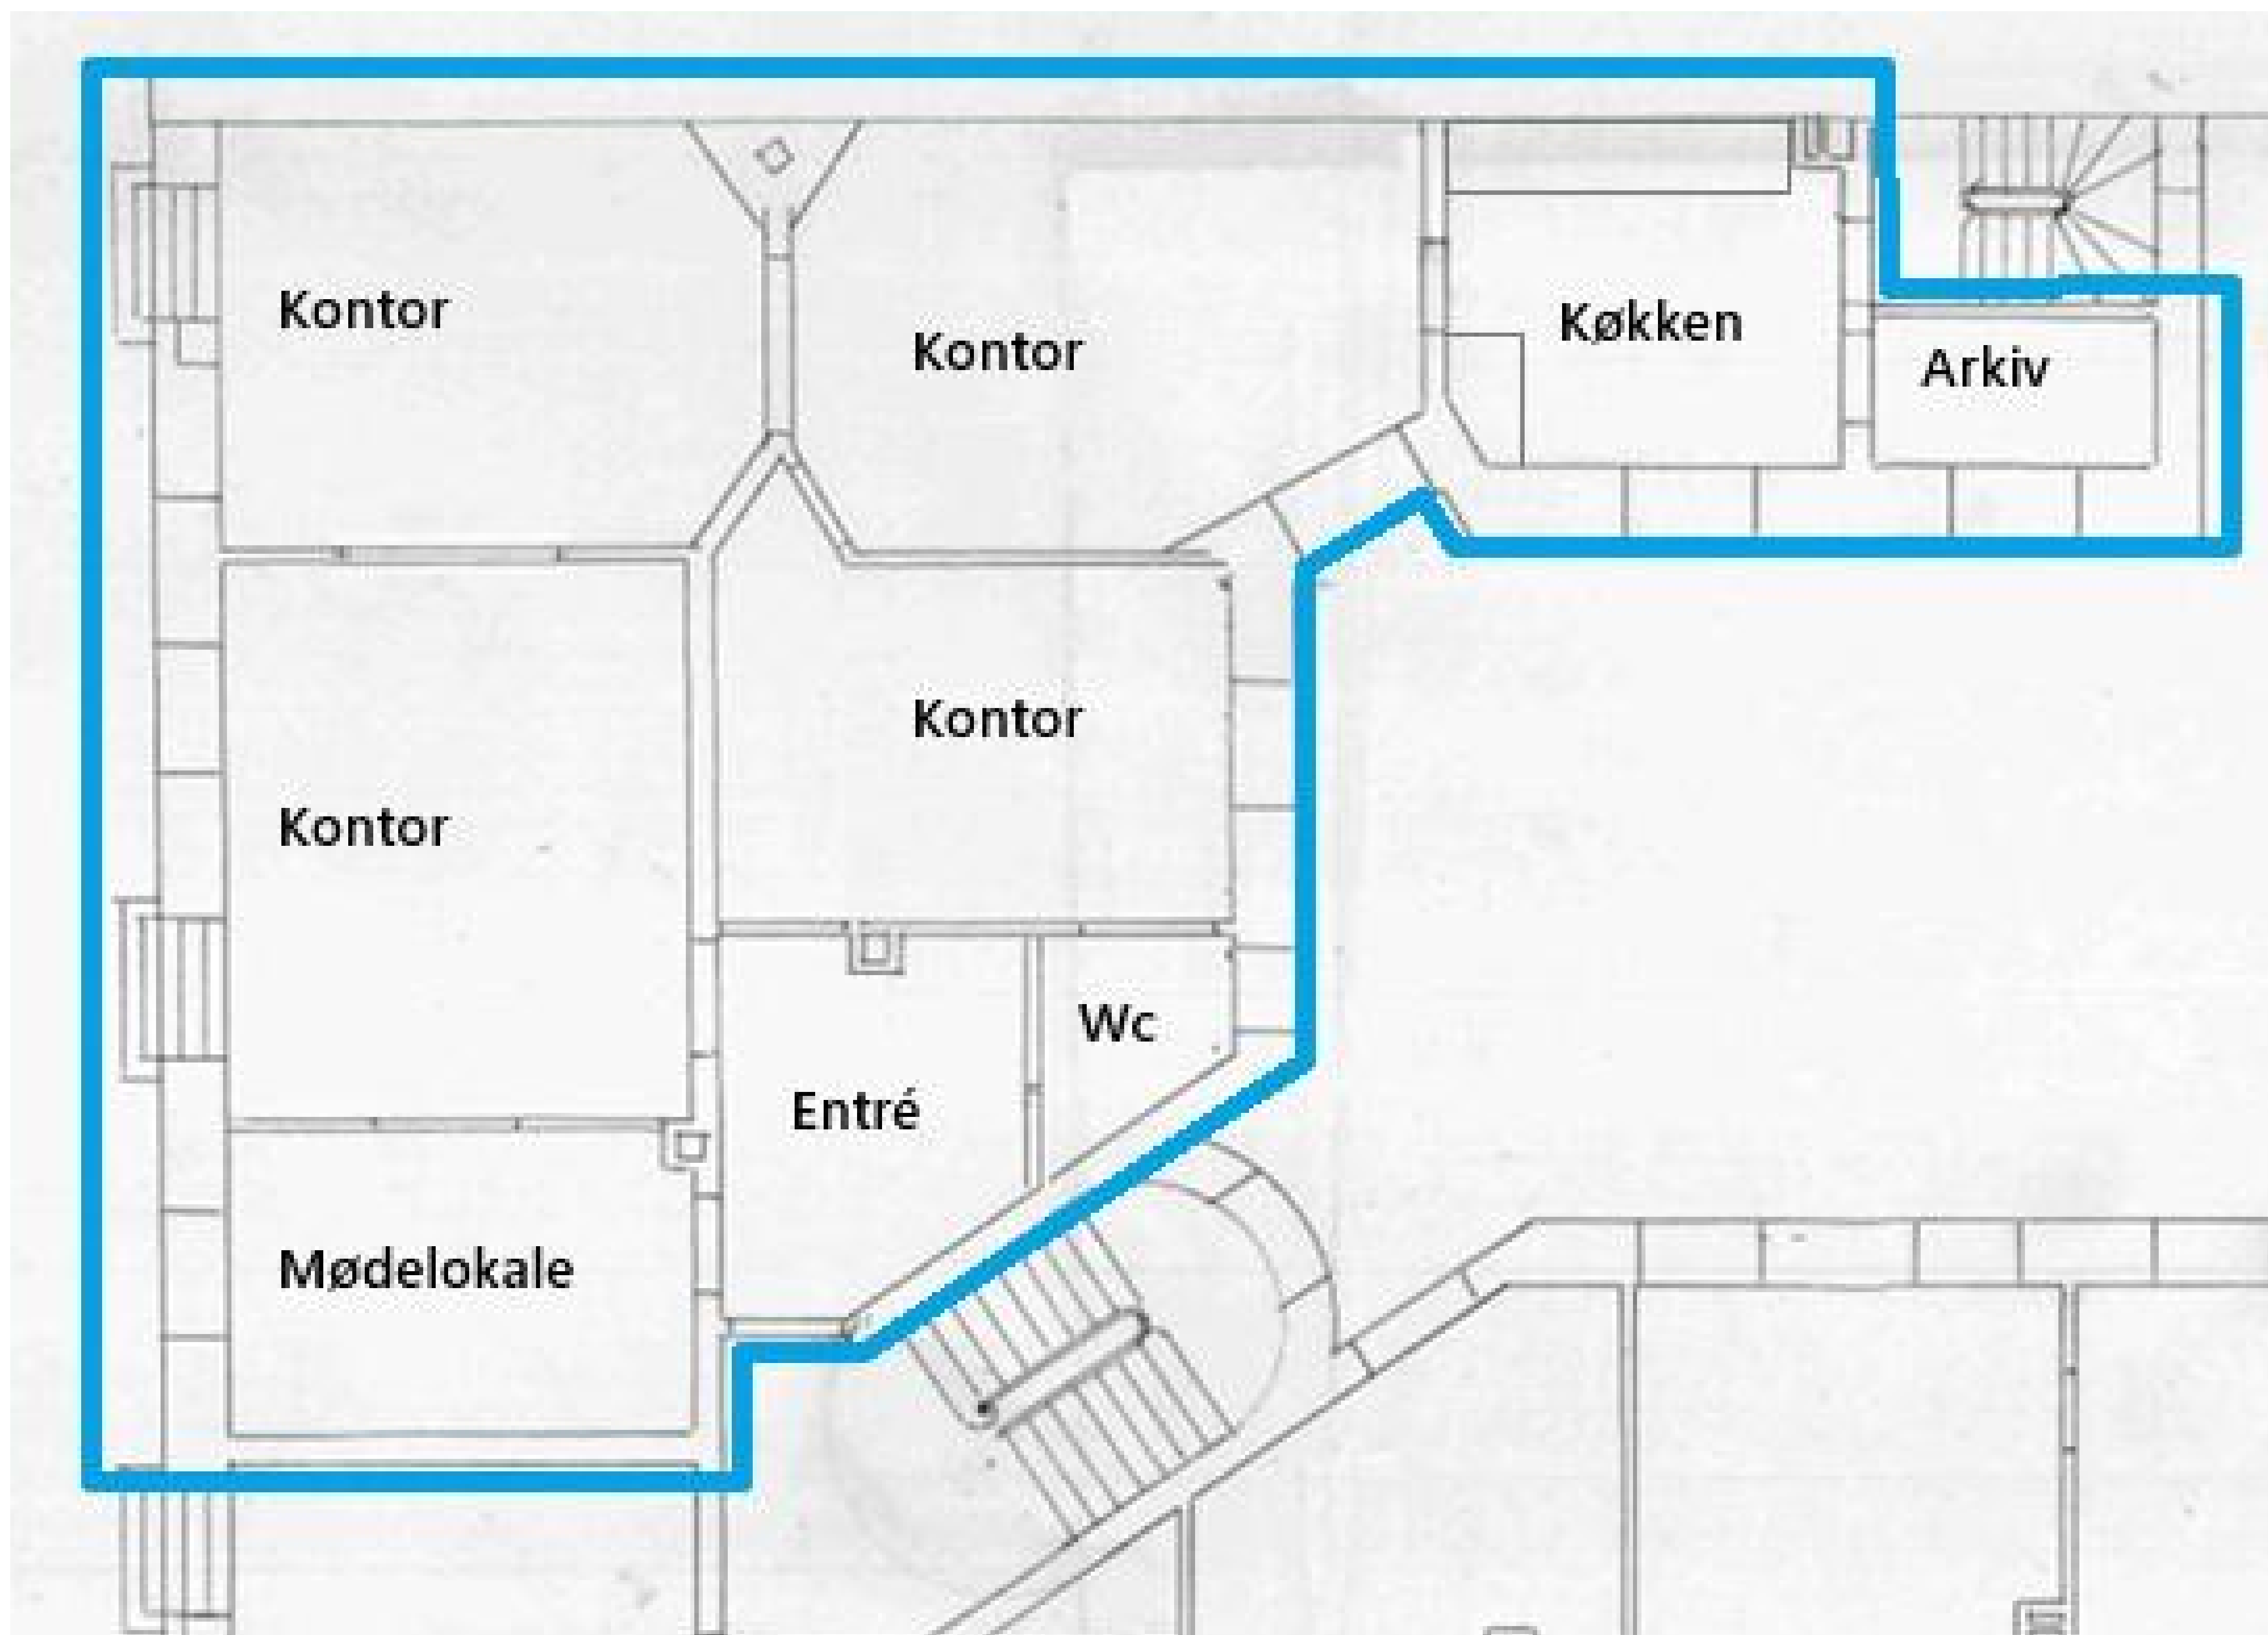 Kontor
Kontor
Køkken
Arkiv
Kontor
Kontor
Wc
Entré
Mødelokale